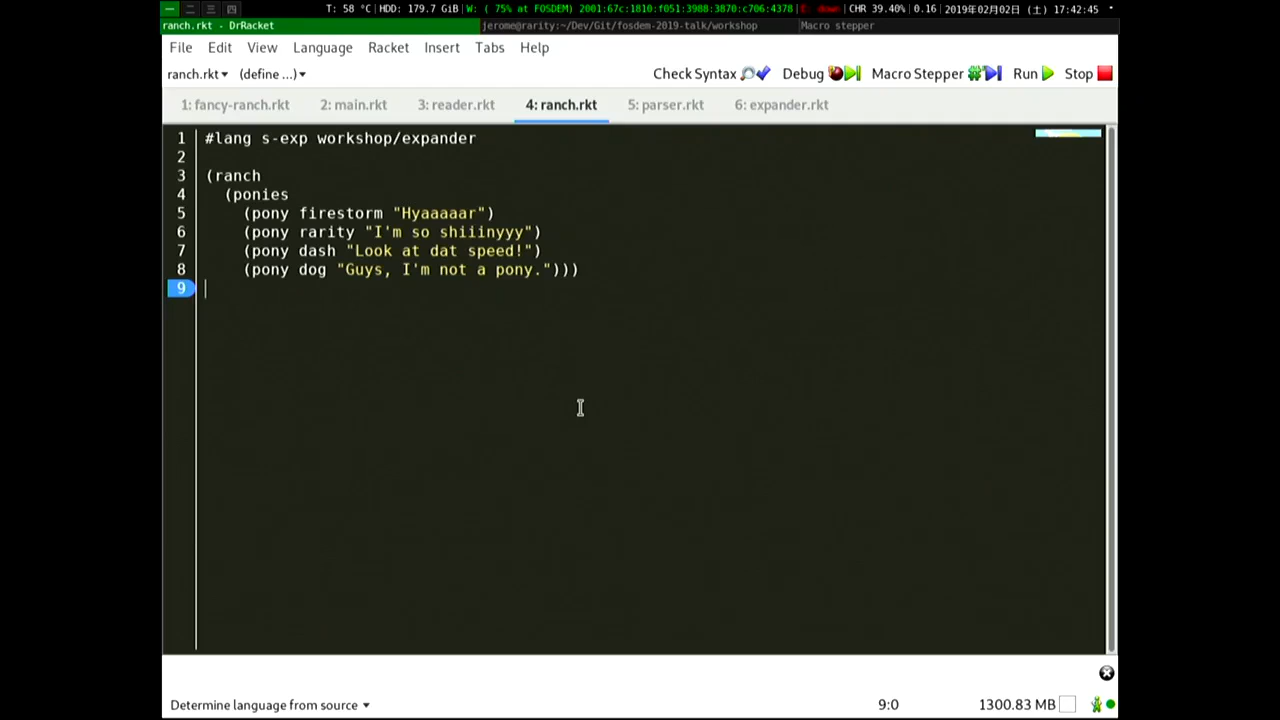 一 二 三 四 T: 58 °C|HDD: 179.7 GiB|W: ( 75% at FOSDEM) 2001:67c:1810:f051:3988:3870:c706:4378|E: down|CHR 39.40%|0.16|2019年02月02日 (土) 17:42:45
ranch.rkt - DrRacket jerome@rarity:~/Dev/Git/fosdem-2019-talk/workshop Macro stepper
File Edit View Language Racket Insert Tabs Help
ranch.rkt▾ (define ...)▾ Check Syntax Debug Macro Stepper Run Stop
1: fancy-ranch.rkt 2: main.rkt 3: reader.rkt 4: ranch.rkt 5: parser.rkt 6: expander.rkt
1 #lang s-exp workshop/expander
2
3 (ranch
4 (ponies
5 (pony firestorm "Hyaaaaar")
6 (pony rarity "I'm so shiiinyyy")
7 (pony dash "Look at dat speed!")
8 (pony dog "Guys, I'm not a pony.")))
9
Determine language from source ▾ 9:0 1300.83 MB